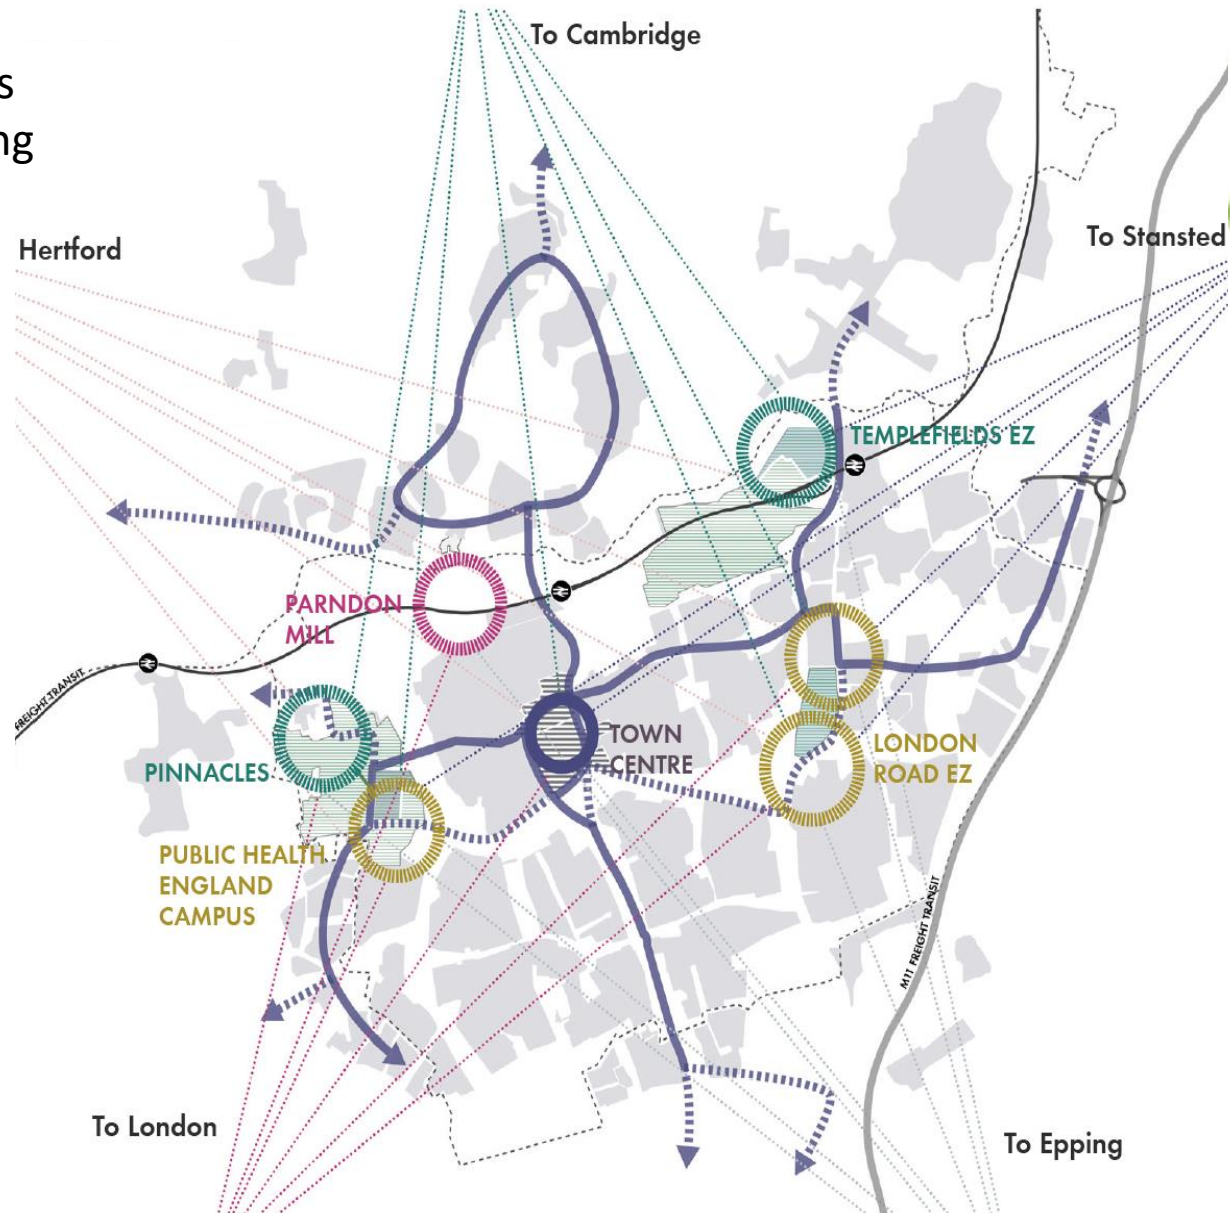 To Cambridge
s
ng
Hertford
To Stansted
TEMPLEFIELDS EZ
PARNDON
MILL
FREIGHT TRANSIT
TOWN
CENTRE
LONDON
ROAD EZ
PINNACLES
PUBLIC HEALTH
ENGLAND
CAMPUS
M11 FREIGHT TRANSIT
To London
To Epping